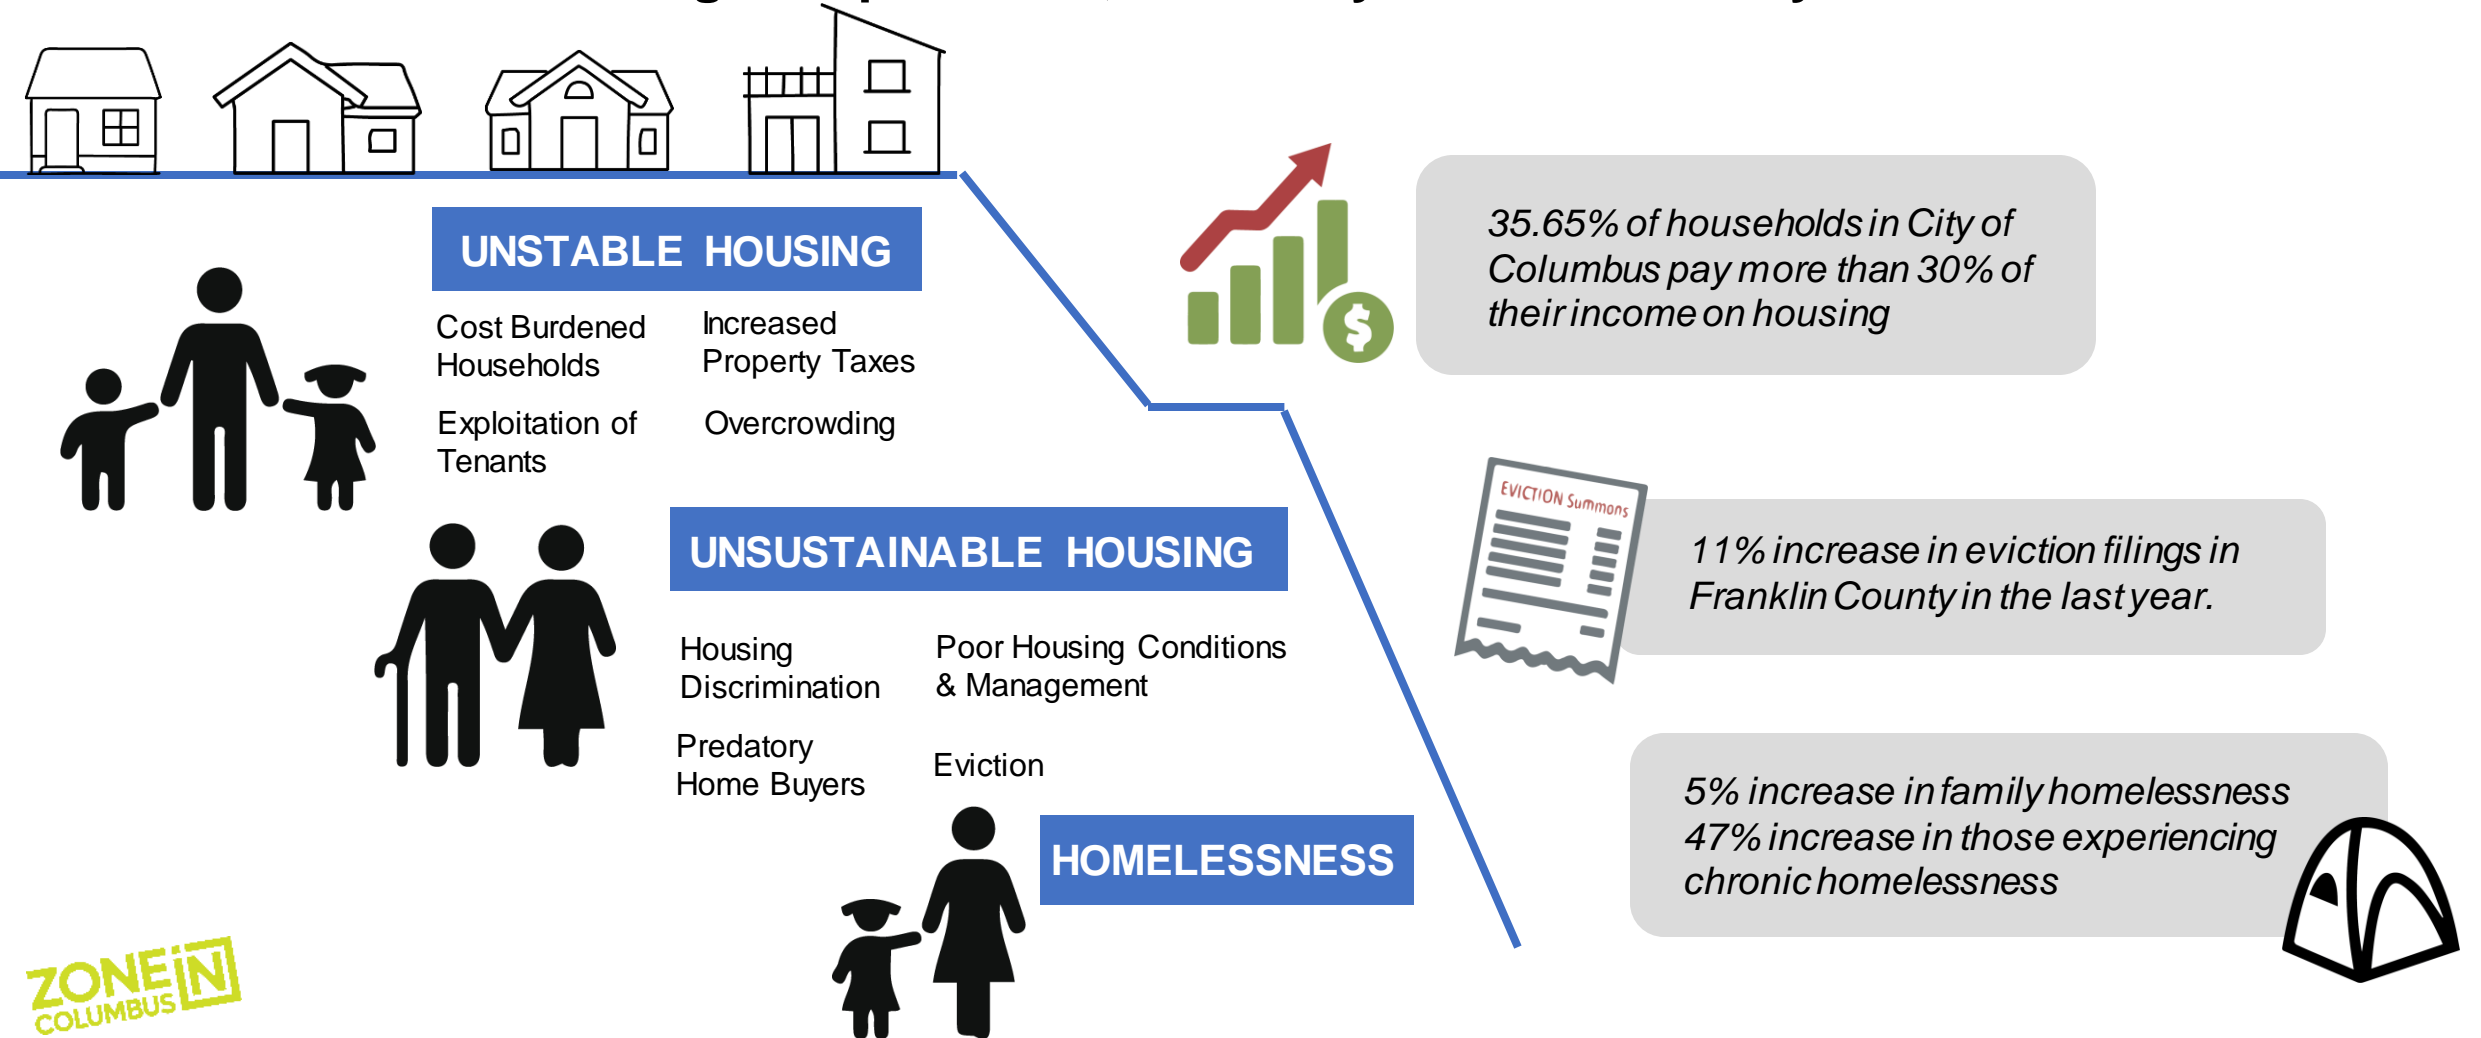 UNSTABLE HOUSING
Cost Burdened
Households
Increased
Property Taxes
Exploitation of
Tenants
Overcrowding
35.65% of households in City of
Columbus pay more than 30% of
their income on housing
UNSUSTAINABLE HOUSING
Housing
Discrimination
Poor Housing Conditions
& Management
Predatory
Home Buyers
Eviction
EVICTION Summons
11% increase in eviction filings in
Franklin County in the last year.
HOMELESSNESS
5% increase in family homelessness
47% increase in those experiencing
chronic homelessness
$
ZONE iN
COLUMBUS